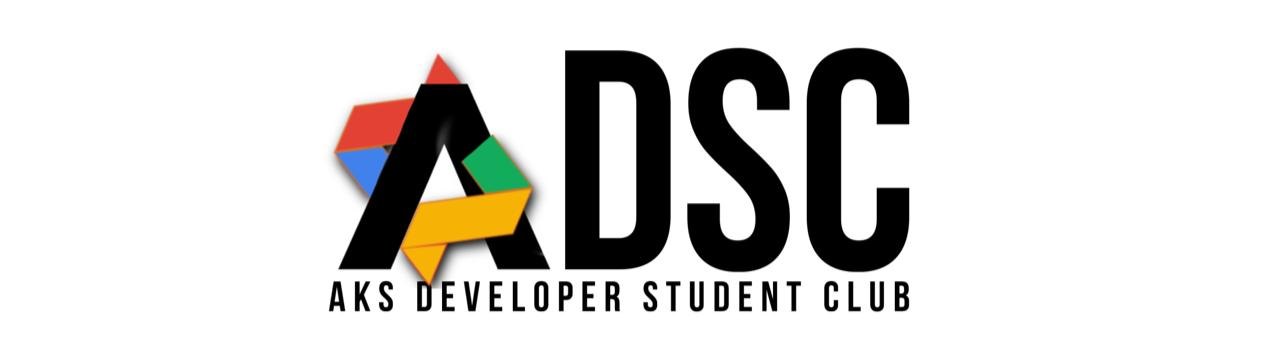 ADSC
AKS DEVELOPER STUDENT CLUB